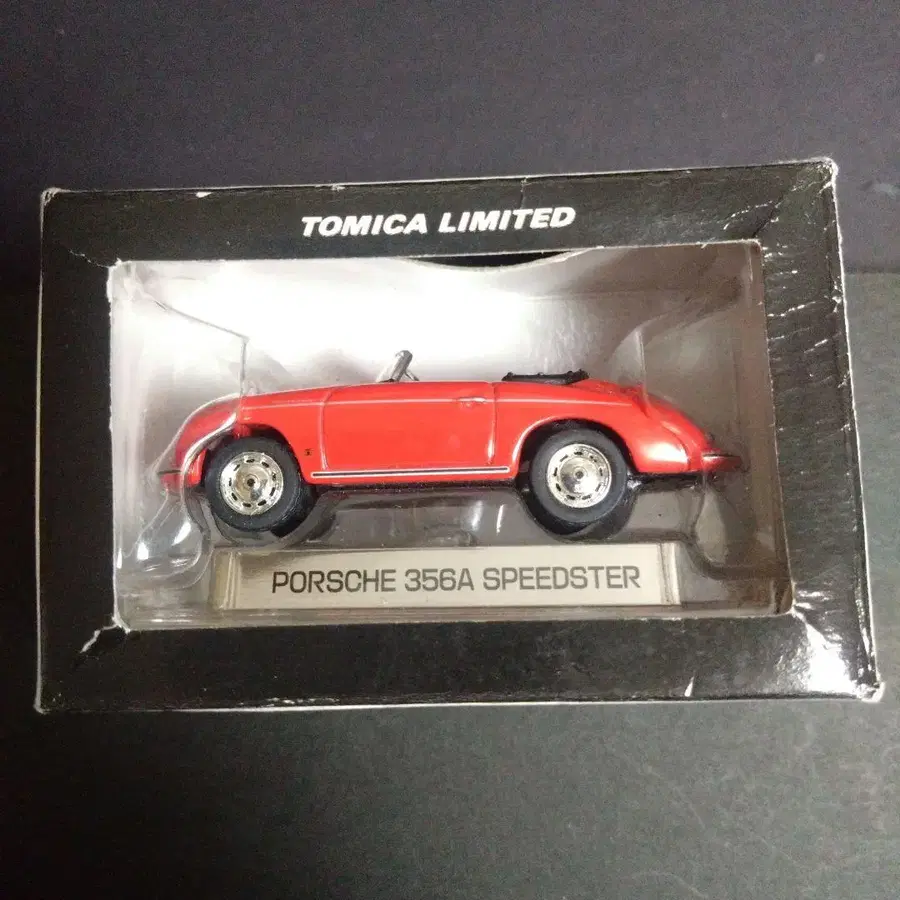 TOMICA LIMITED
PORSCHE 356A SPEEDSTER